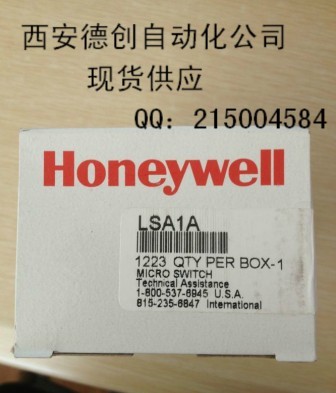 西安德创自动化公司
现货供应
QQ：215004584
Honeywell
LSA1A
1223 QTY PER BOX-1
MICRO SWITCH
Technical Assistance
1-800-537-6945 U.S.A.
815-235-6847 International